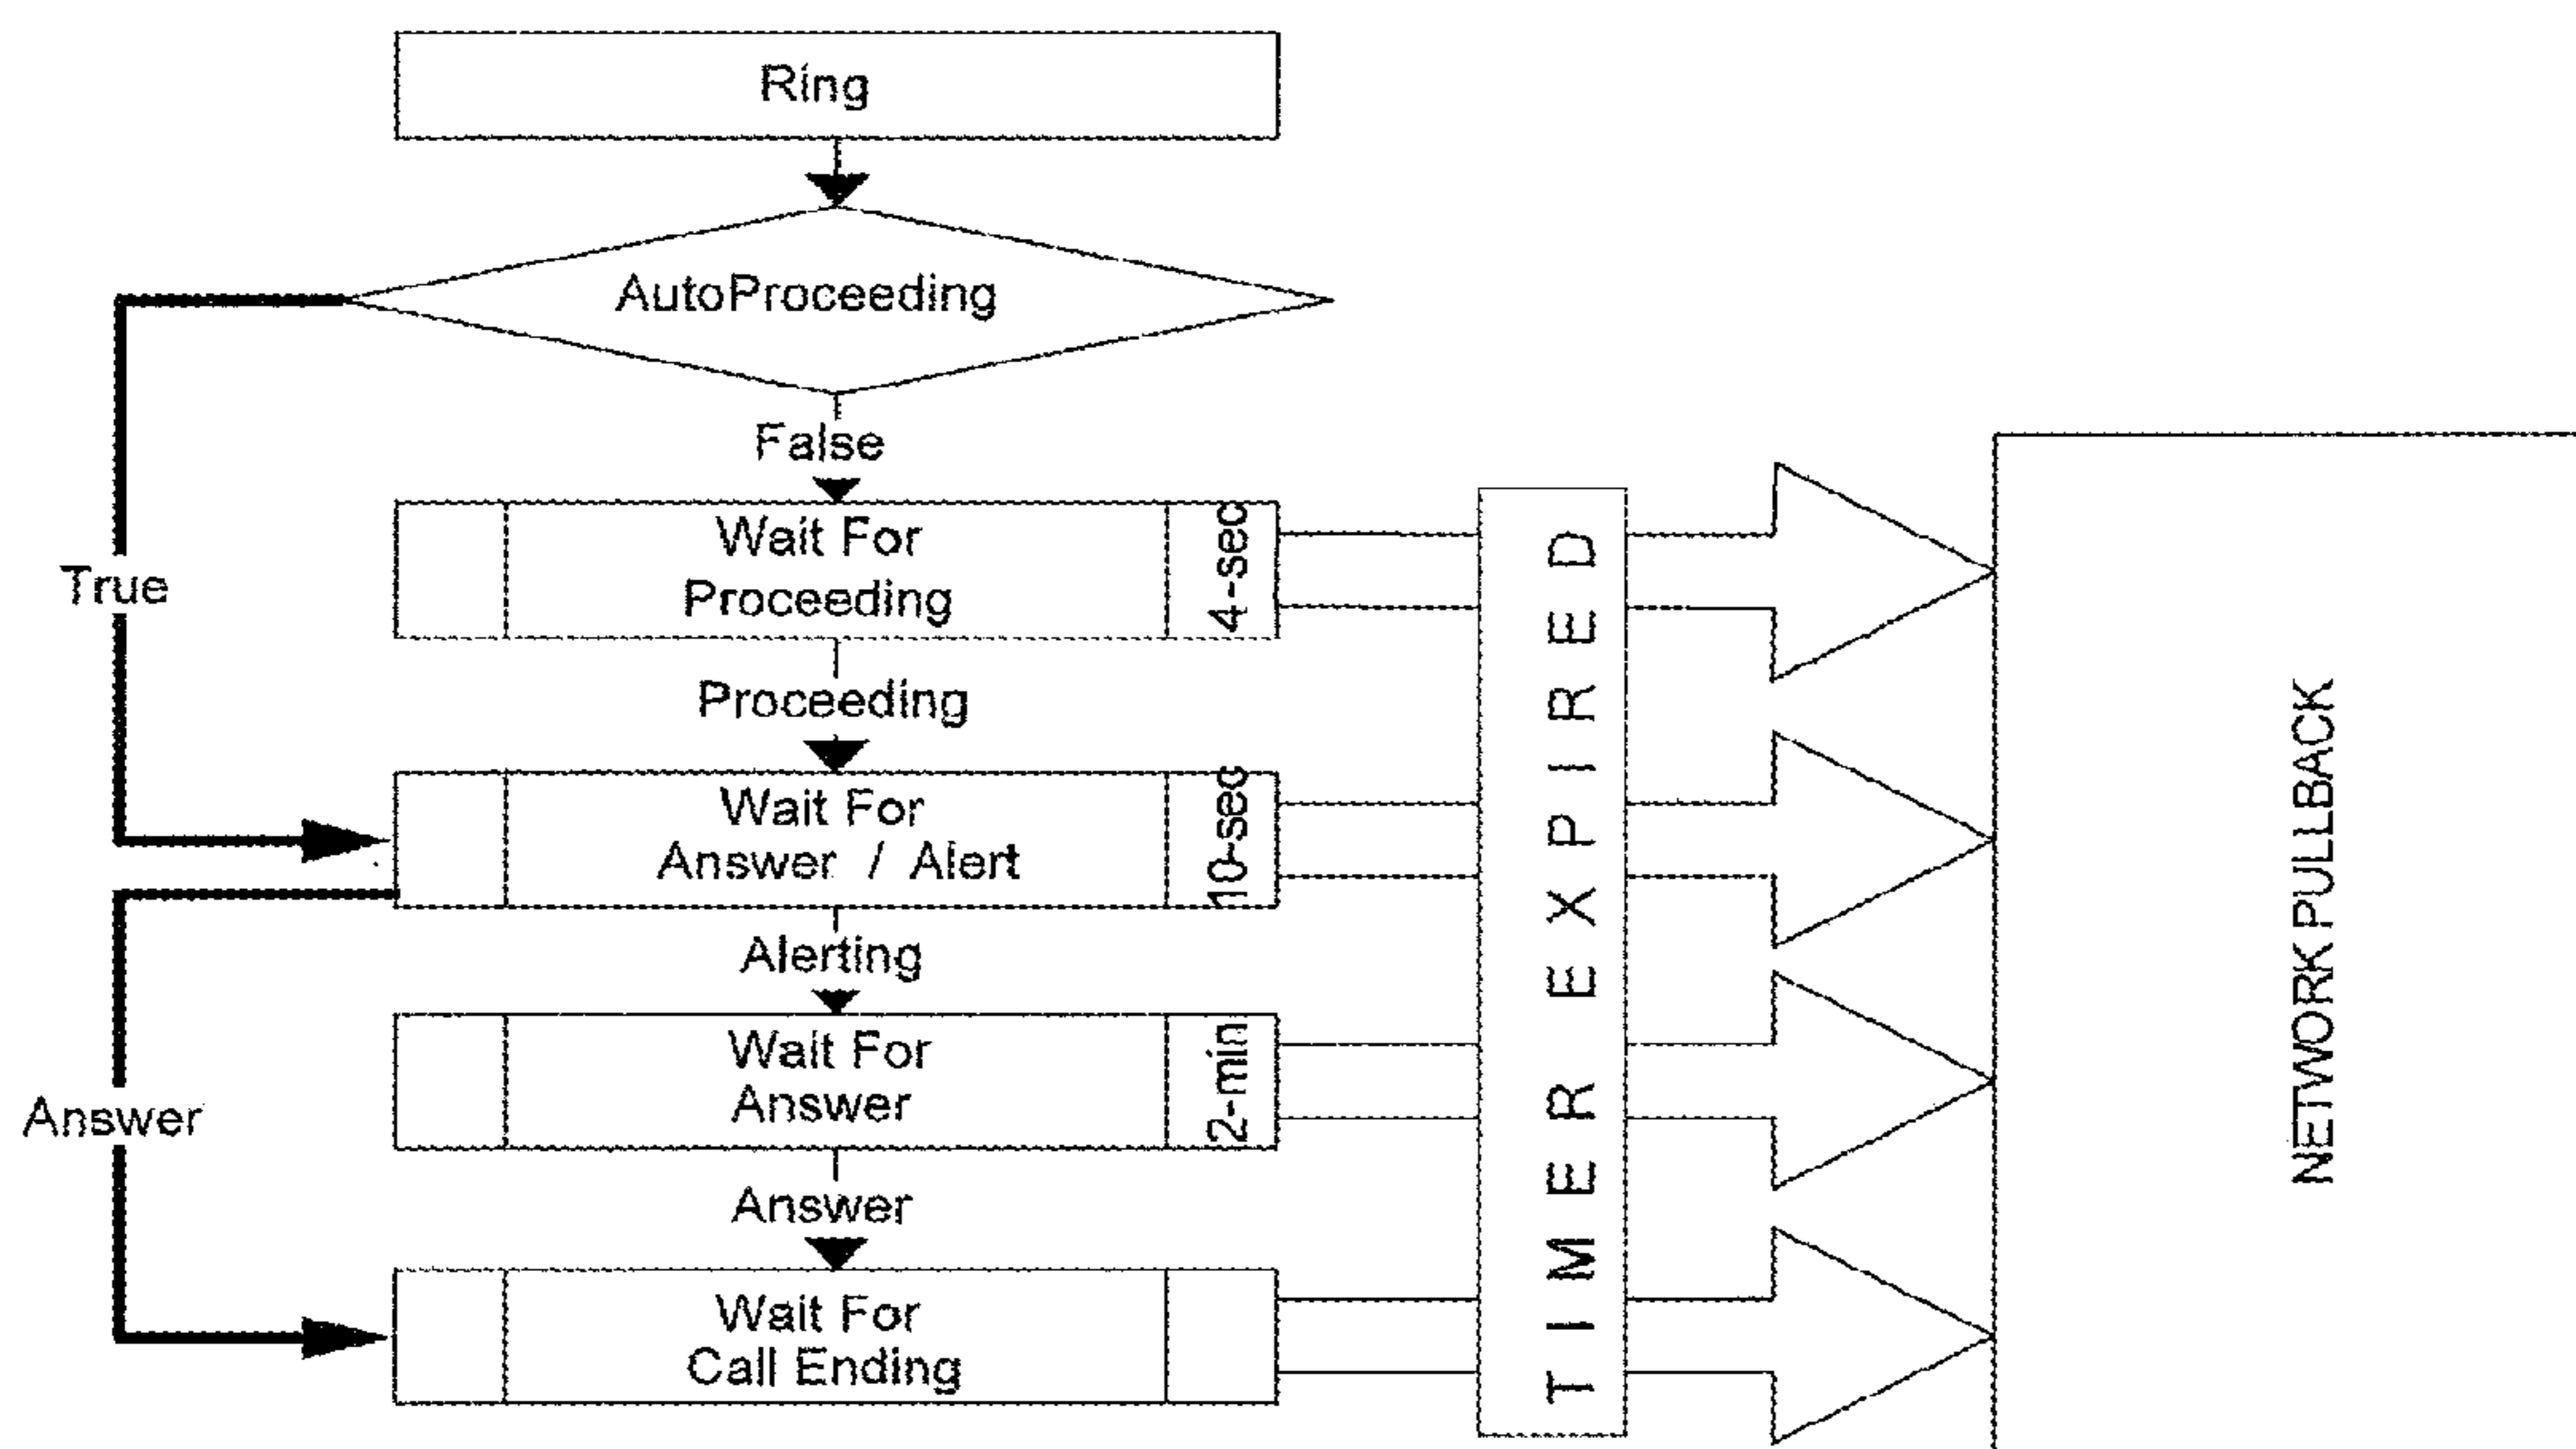 Ring
AutoProceeding
False
True
Wait For
Proceeding
4-sec
Proceeding
Wait For
Answer / Alert
10-sec
Alerting
Answer
Wait For
Answer
2-min
Answer
Wait For
Call Ending
TIMER EXPIRED
NETWORK PULLBACK